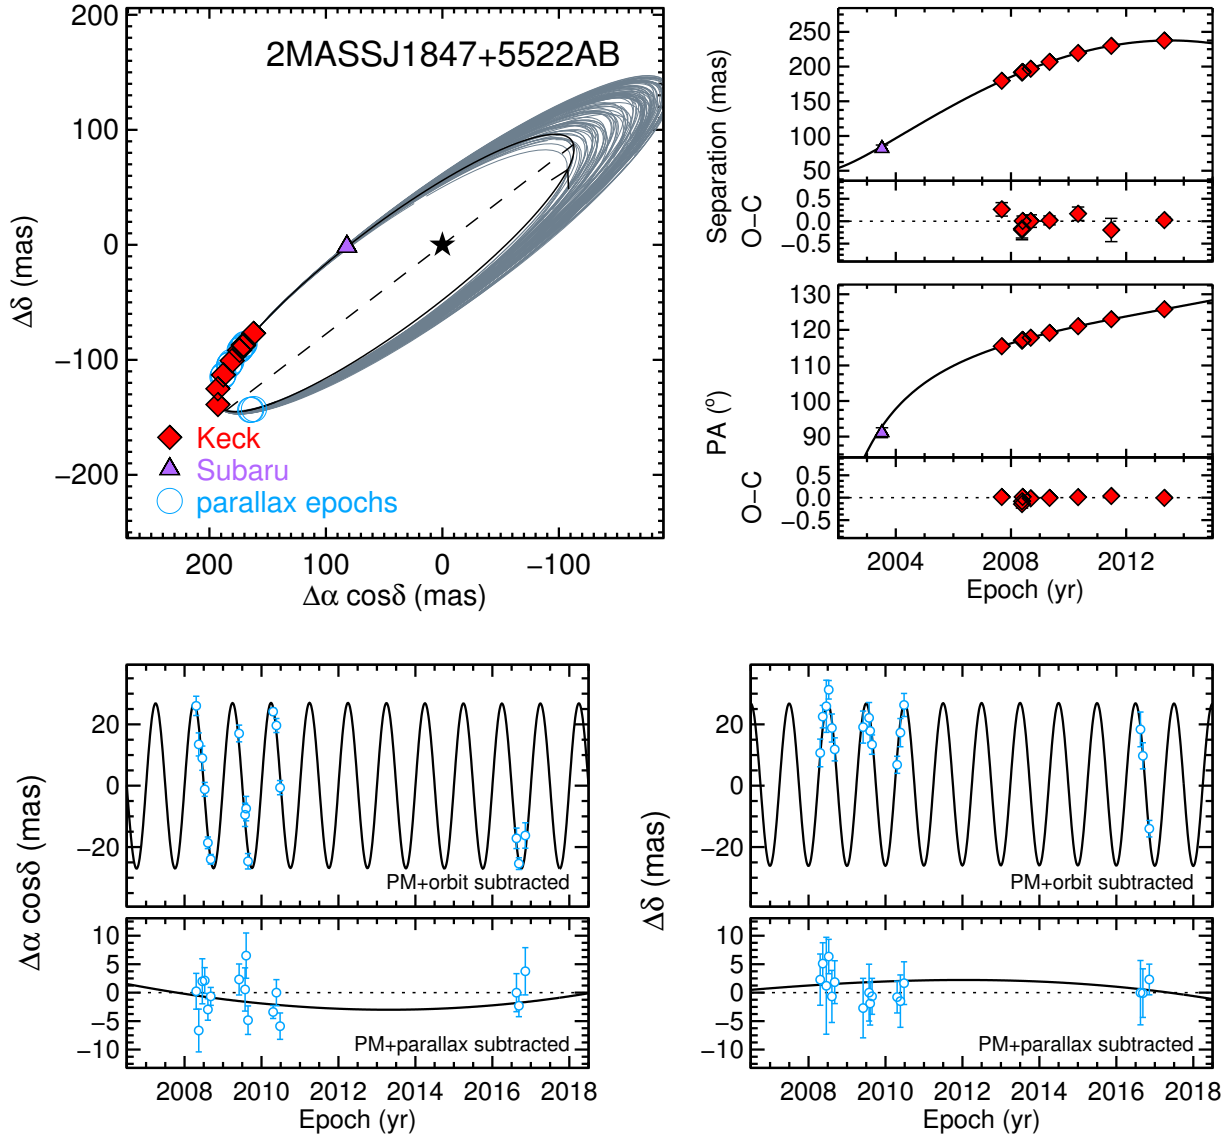 2MASSJ1847+5522AB
200
100
0
−100
−200
Δδ (mas)
200
100
0
−100
Δα cosδ (mas)
Keck
Subaru
parallax epochs
250
200
150
100
50
Separation (mas)
0.5
0.0
−0.5
O−C
130
120
110
100
90
PA (°)
0.5
0.0
−0.5
O−C
2004
2008
2012
Epoch (yr)
20
0
−20
Δα cosδ (mas)
PM+orbit subtracted
10
5
0
−5
−10
PM+parallax subtracted
2008
2010
2012
2014
2016
2018
Epoch (yr)
20
0
−20
Δδ (mas)
PM+orbit subtracted
10
5
0
−5
−10
PM+parallax subtracted
2008
2010
2012
2014
2016
2018
Epoch (yr)